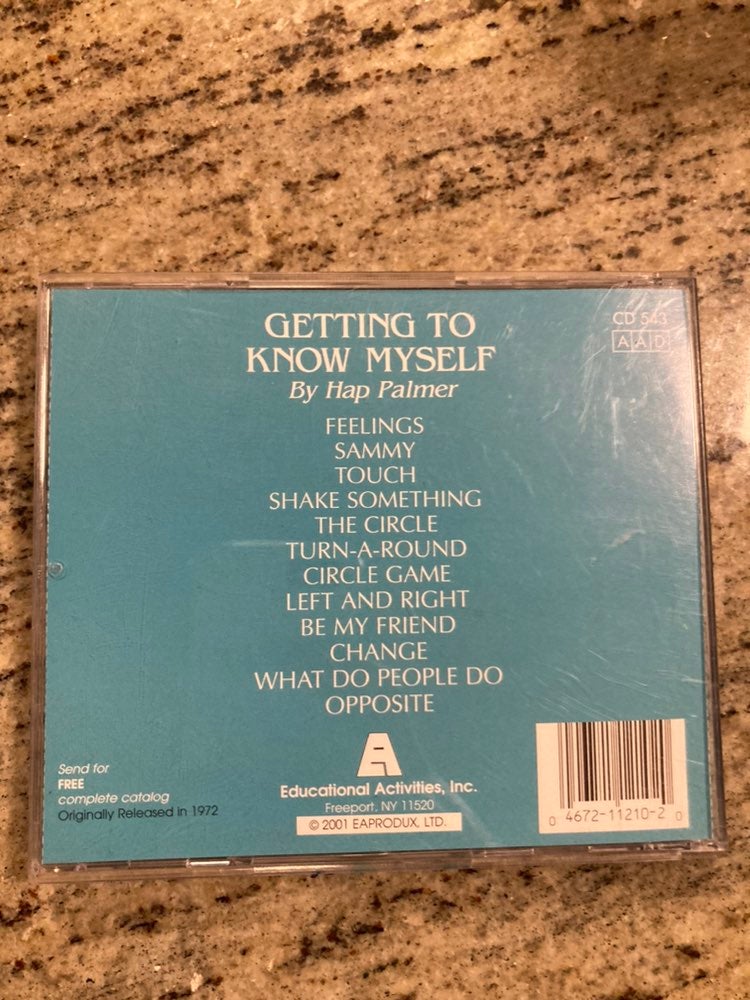 GETTING TO
KNOW MYSELF
By Hap Palmer
CD 543
AAD
FEELINGS
SAMMY
TOUCH
SHAKE SOMETHING
THE CIRCLE
TURN-A-ROUND
CIRCLE GAME
LEFT AND RIGHT
BE MY FRIEND
CHANGE
WHAT DO PEOPLE DO
OPPOSITE
Send for
FREE
complete catalog
Originally Released in 1972
A
Educational Activities, Inc.
Freeport, NY 11520
© 2001 EAPRODUX, LTD.
0 4672-11210-2 0